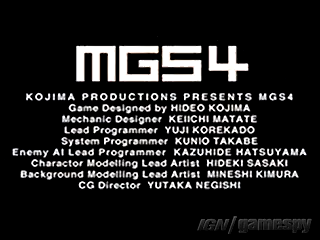 MGS4
KOJIMA PRODUCTIONS PRESENTS MGS4
Game Designed by HIDEO KOJIMA
Mechanic Designer KEIICHI MATATE
Lead Programmer YUJI KOREKADO
System Programmer KUNIO TAKABE
Enemy AI Lead Programmer KAZUHIDE HATSUYAMA
Charactor Modelling Lead Artist HIDEKI SASAKI
Background Modelling Lead Artist MINESHI KIMURA
CG Director YUTAKA NEGISHI
IGN/gamespy